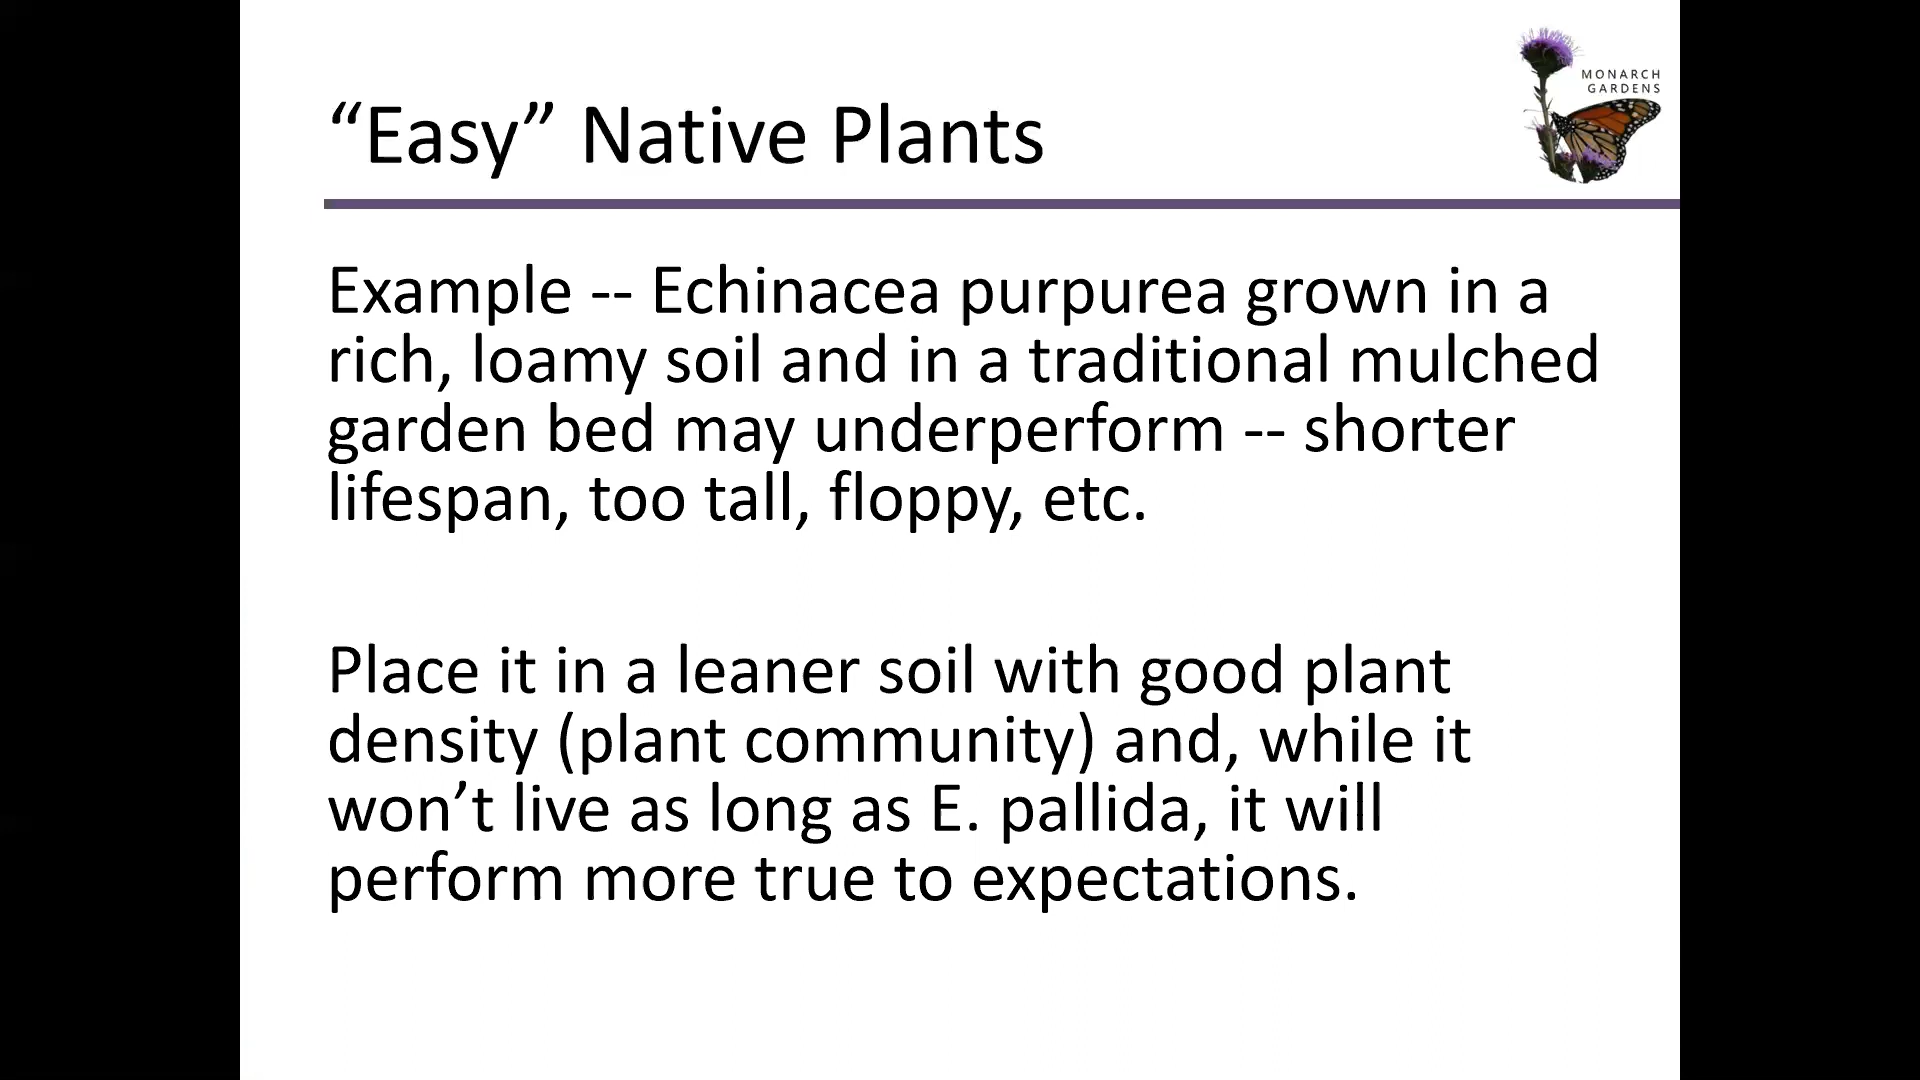 “Easy” Native Plants
MONARCH
GARDENS
Example -- Echinacea purpurea grown in a
rich, loamy soil and in a traditional mulched
garden bed may underperform -- shorter
lifespan, too tall, floppy, etc.
Place it in a leaner soil with good plant
density (plant community) and, while it
won’t live as long as E. pallida, it will
perform more true to expectations.